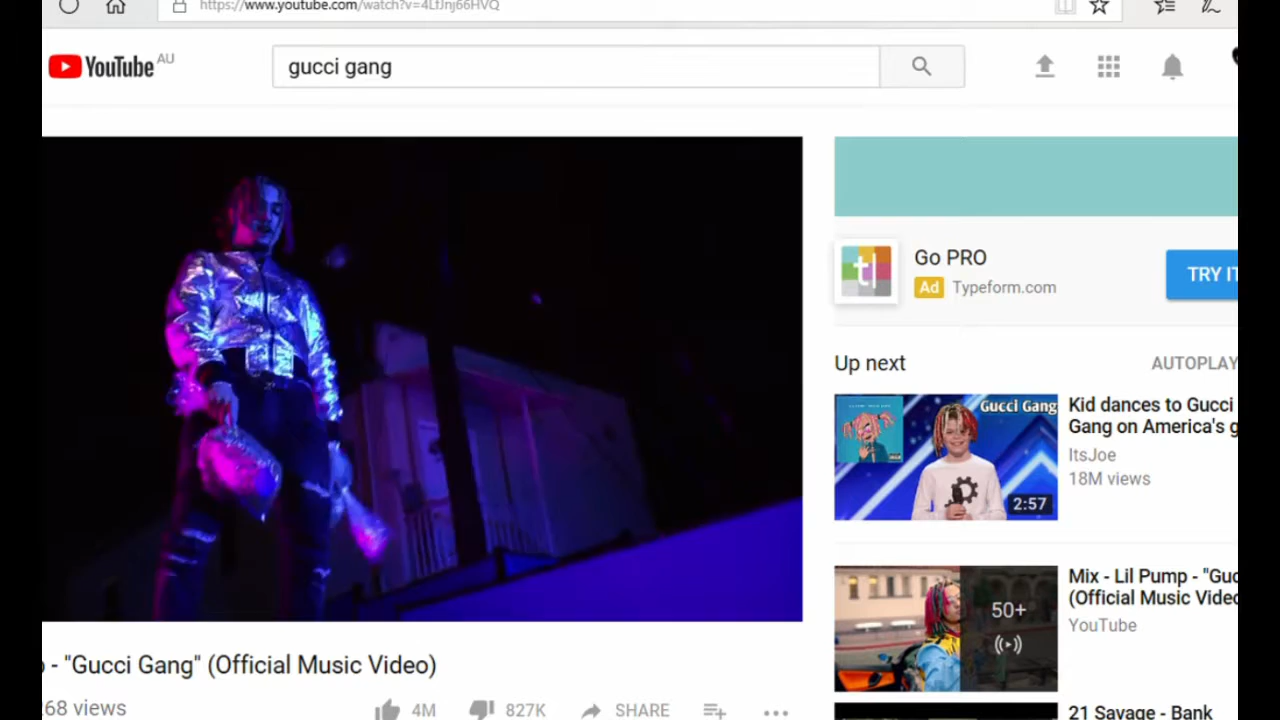 https://www.youtube.com/watch?v=4LfJnj66HVQ
YouTube AU
gucci gang
Go PRO
Ad Typeform.com
TRY IT
Up next
AUTOPLAY
Gucci Gang
2:57
Kid dances to Gucci
Gang on America's g
ItsJoe
18M views
50+
Mix - Lil Pump - "Guc
(Official Music Video
YouTube
- "Gucci Gang" (Official Music Video)
68 views
4M
827K
SHARE
21 Savage - Bank